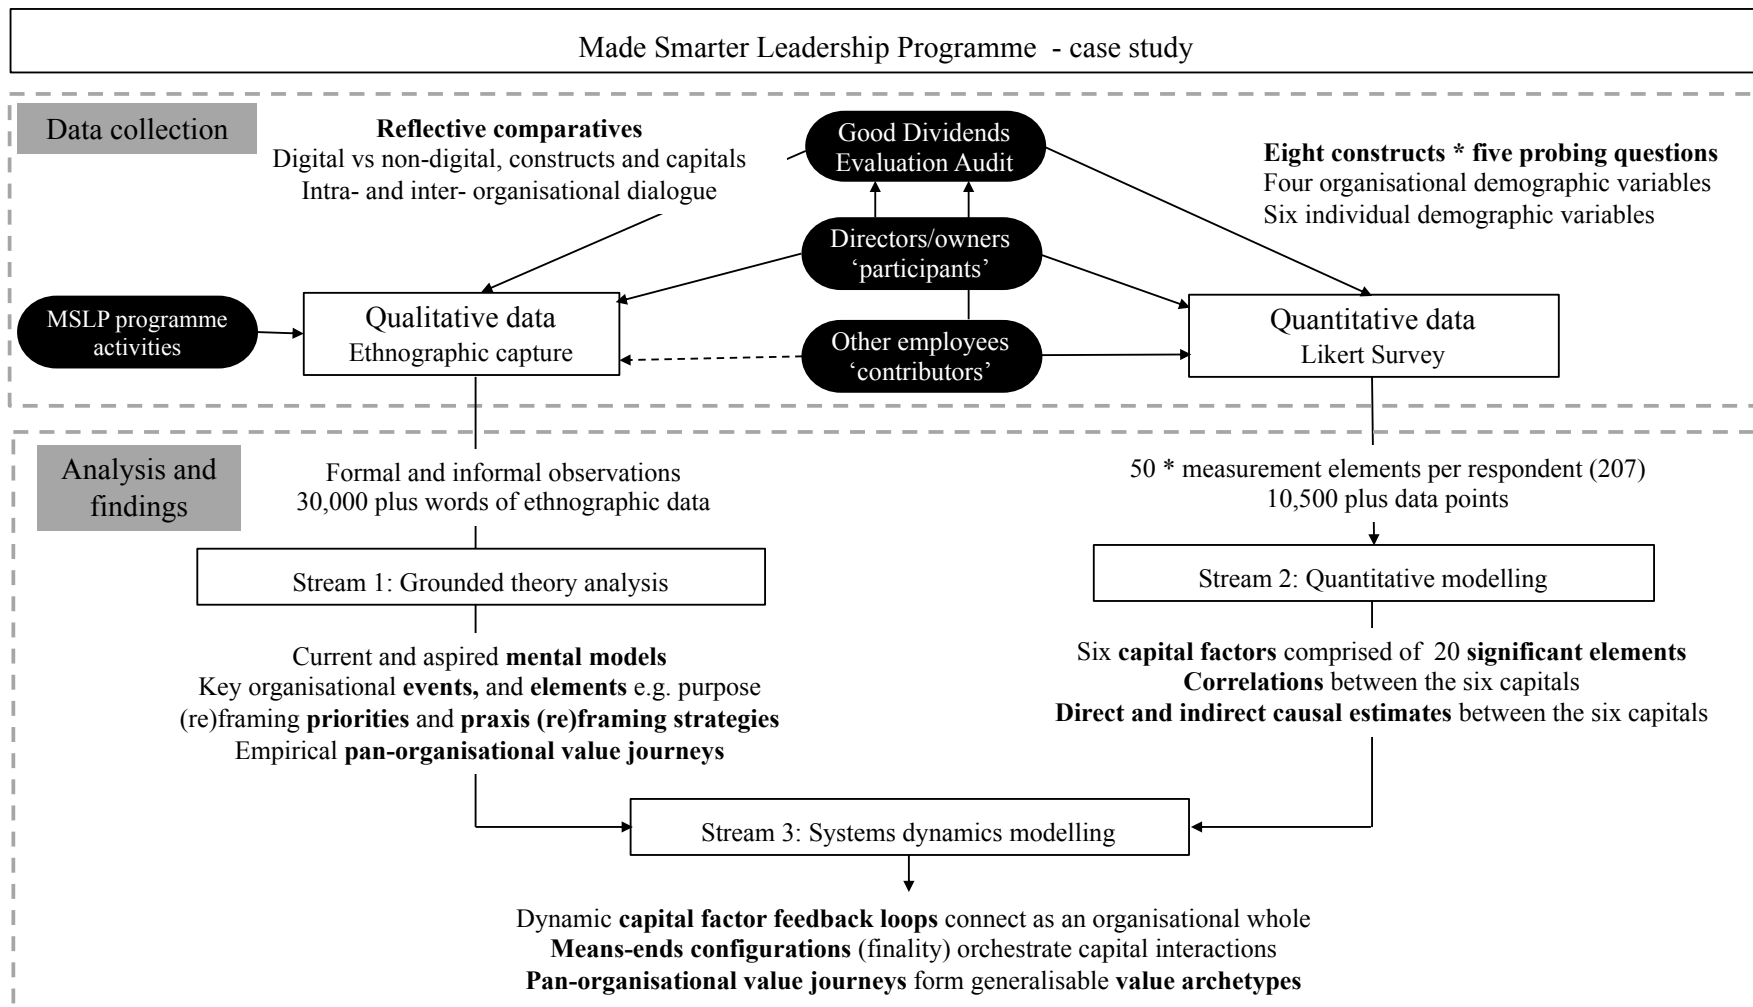 Made Smarter Leadership Programme - case study
Data collection
Reflective comparatives
Digital vs non-digital, constructs and capitals
Intra- and inter- organisational dialogue
Good Dividends
Evaluation Audit
Eight constructs * five probing questions
Four organisational demographic variables
Six individual demographic variables
Directors/owners
‘participants’
MSLP programme
activities
Qualitative data
Ethnographic capture
Other employees
‘contributors’
Quantitative data
Likert Survey
Analysis and
findings
Formal and informal observations
30,000 plus words of ethnographic data
50 * measurement elements per respondent (207)
10,500 plus data points
Stream 1: Grounded theory analysis
Stream 2: Quantitative modelling
Current and aspired mental models
Key organisational events, and elements e.g. purpose
(re)framing priorities and praxis (re)framing strategies
Empirical pan-organisational value journeys
Six capital factors comprised of 20 significant elements
Correlations between the six capitals
Direct and indirect causal estimates between the six capitals
Stream 3: Systems dynamics modelling
Dynamic capital factor feedback loops connect as an organisational whole
Means-ends configurations (finality) orchestrate capital interactions
Pan-organisational value journeys form generalisable value archetypes